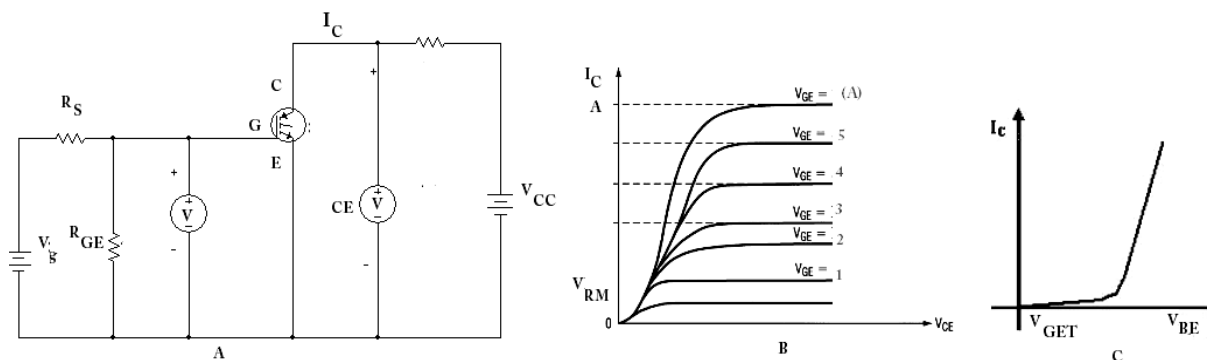 I C
C
R S
G
E
+
V
-
R GE
V g
+
CE
V
-
V CC
A
I C
A
V GE = (A)
V GE = 5
V GE = 4
V GE = 3
V GE = 2
V GE = 1
V RM
0
V CE
B
I c
V GET
V BE
C